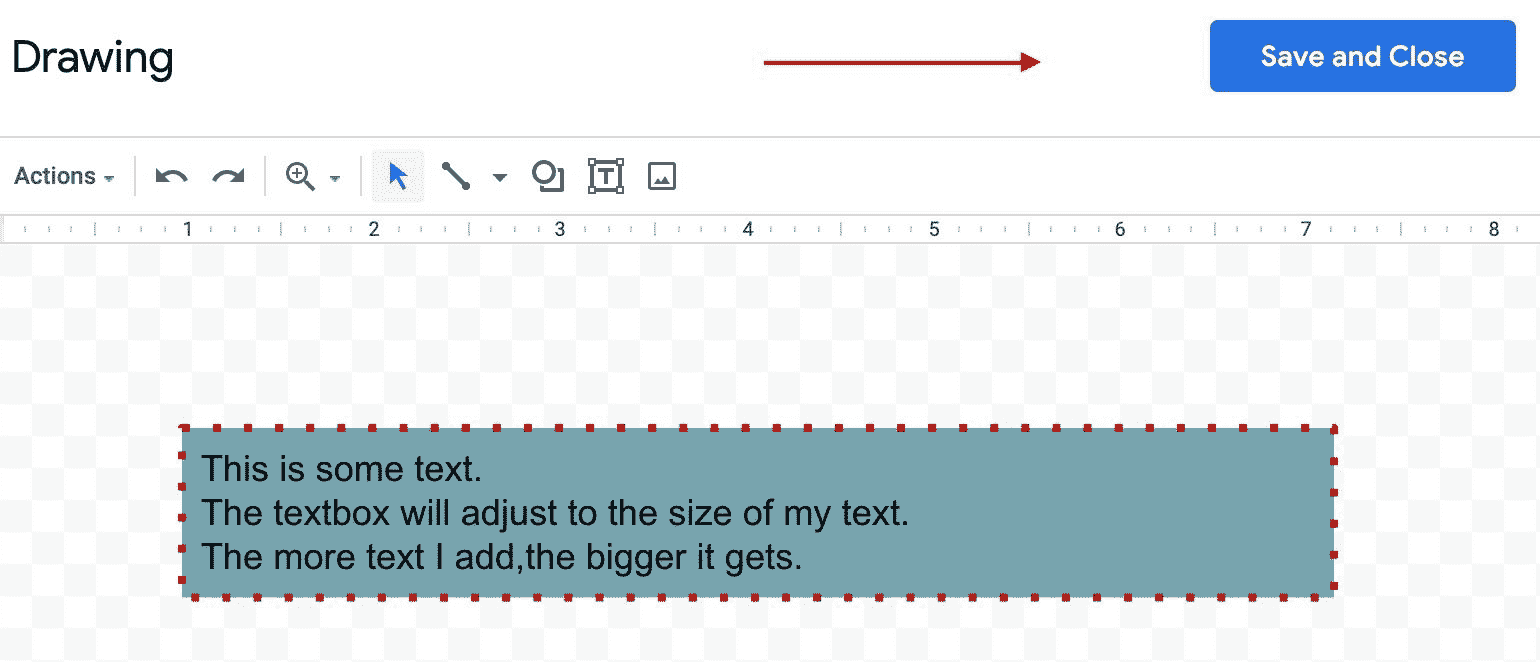 Drawing
Save and Close
Actions
1 2 3 4 5 6 7 8
This is some text.
The textbox will adjust to the size of my text.
The more text I add,the bigger it gets.